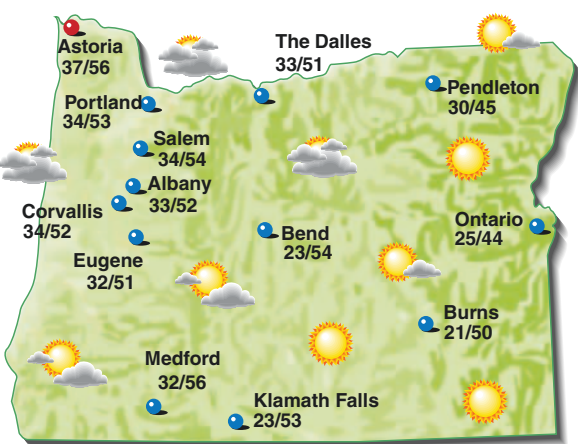 Astoria
37/56
The Dalles
33/51
Pendleton
30/45
Portland
34/53
Salem
34/54
Albany
33/52
Corvallis
34/52
Eugene
32/51
Bend
23/54
Ontario
25/44
Burns
21/50
Medford
32/56
Klamath Falls
23/53